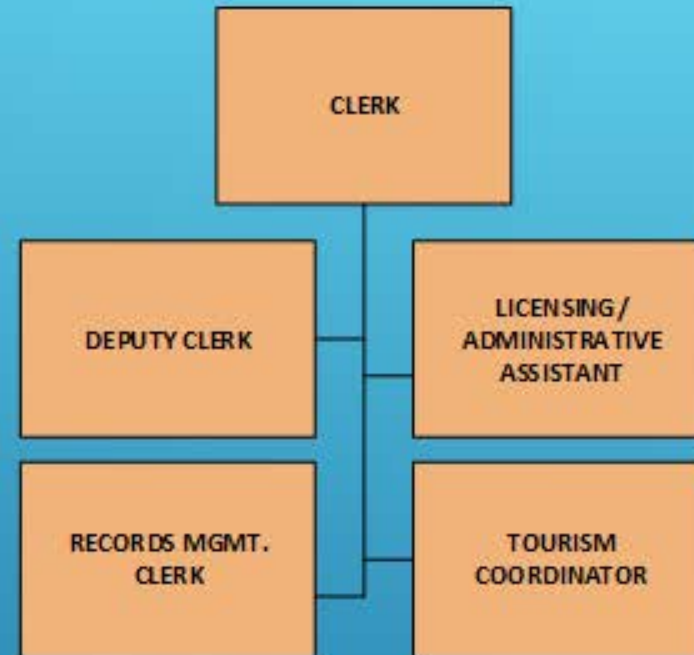 CLERK
DEPUTY CLERK
LICENSING/
ADMINISTRATIVE
ASSISTANT
RECORDS MGMT.
CLERK
TOURISM
COORDINATOR